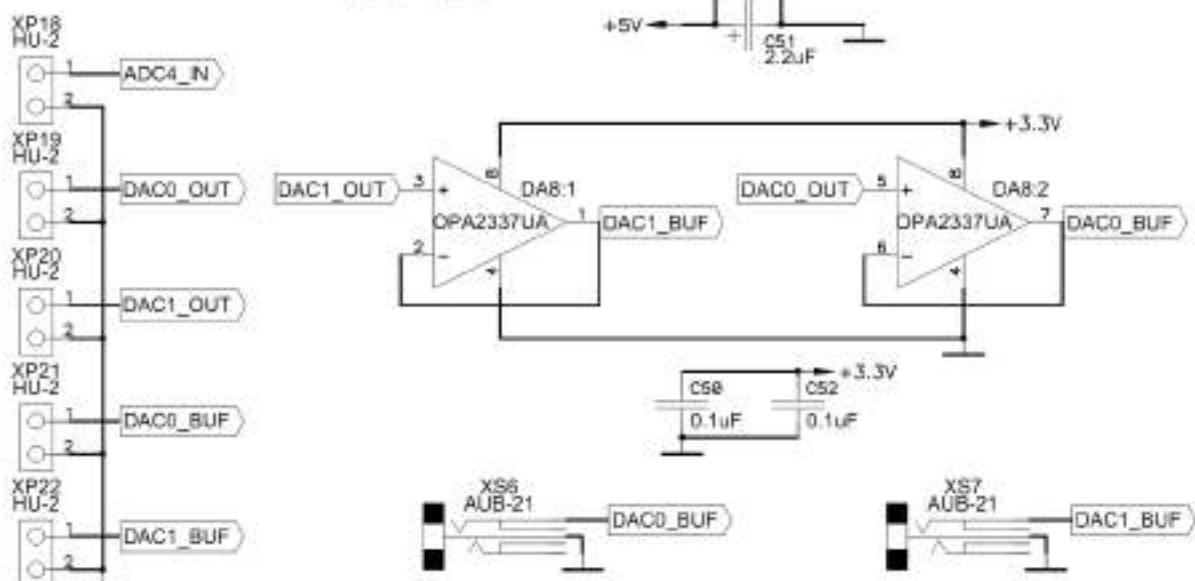 XP18
HU-2
1
ADC4_IN
2
XP19
HU-2
1
DAC0_OUT
2
XP20
HU-2
1
DAC1_OUT
2
XP21
HU-2
1
DAC0_BUF
2
XP22
HU-2
1
DAC1_BUF
2
+5V
+
C51
2.2uF
+3.3V
DAC1_OUT
3
+
8
DA8:1
OPA2337UA
1
DAC1_BUF
2
-
4
DAC0_OUT
5
+
8
DA8:2
OPA2337UA
7
DAC0_BUF
6
-
4
+3.3V
C50
0.1uF
C52
0.1uF
XS6
AUB-21
DAC0_BUF
XS7
AUB-21
DAC1_BUF